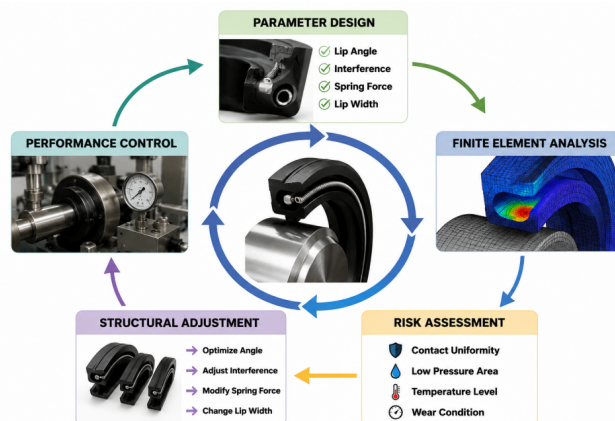 PARAMETER DESIGN
Lip Angle
Interference
Spring Force
Lip Width
PERFORMANCE CONTROL
FINITE ELEMENT ANALYSIS
STRUCTURAL ADJUSTMENT
Optimize Angle
Adjust Interference
Modify Spring Force
Change Lip Width
RISK ASSESSMENT
Contact Uniformity
Low Pressure Area
Temperature Level
Wear Condition